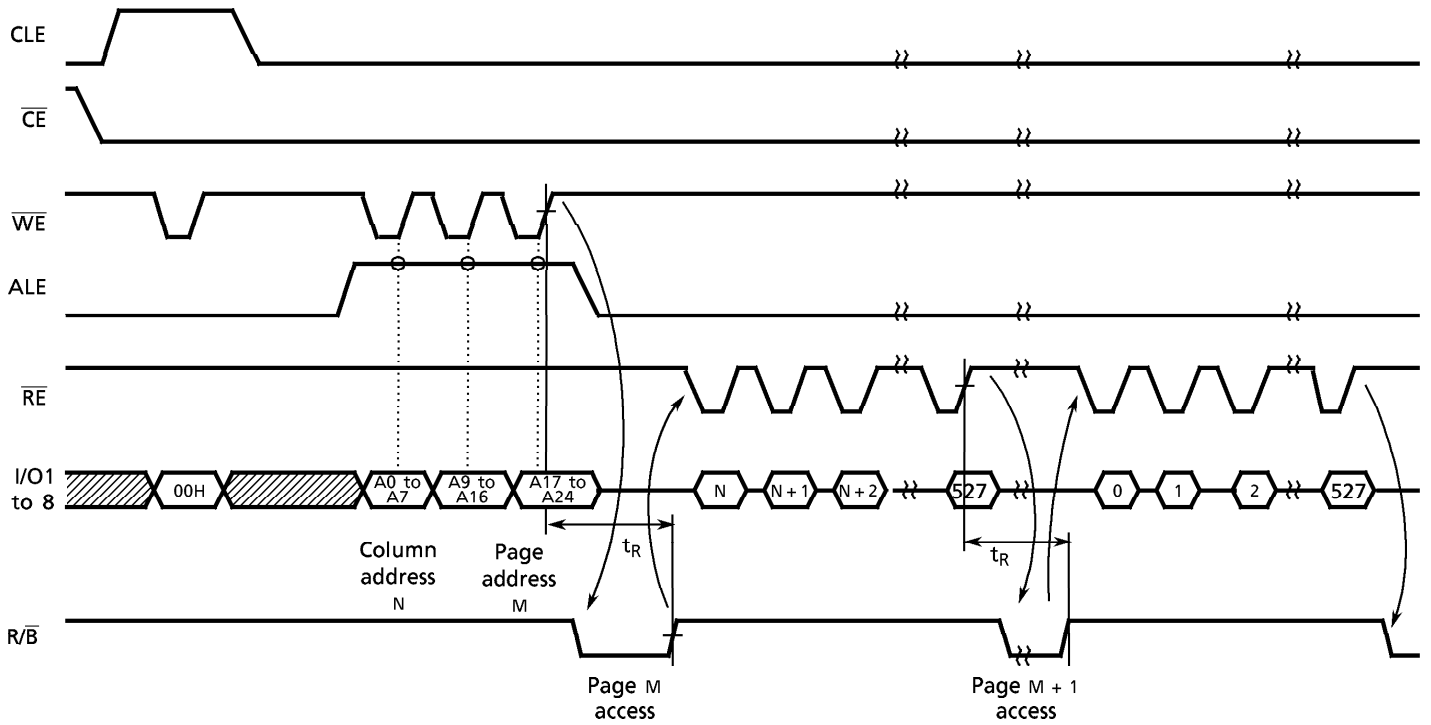 CLE
CE
WE
ALE
RE
I/O1
to 8
00H
A0 to
A7
A9 to
A16
A17 to
A24
N
N + 1
N + 2
527
0
1
2
527
Column
address
N
Page
address
M
tR
tR
R/B
Page M
access
Page M + 1
access